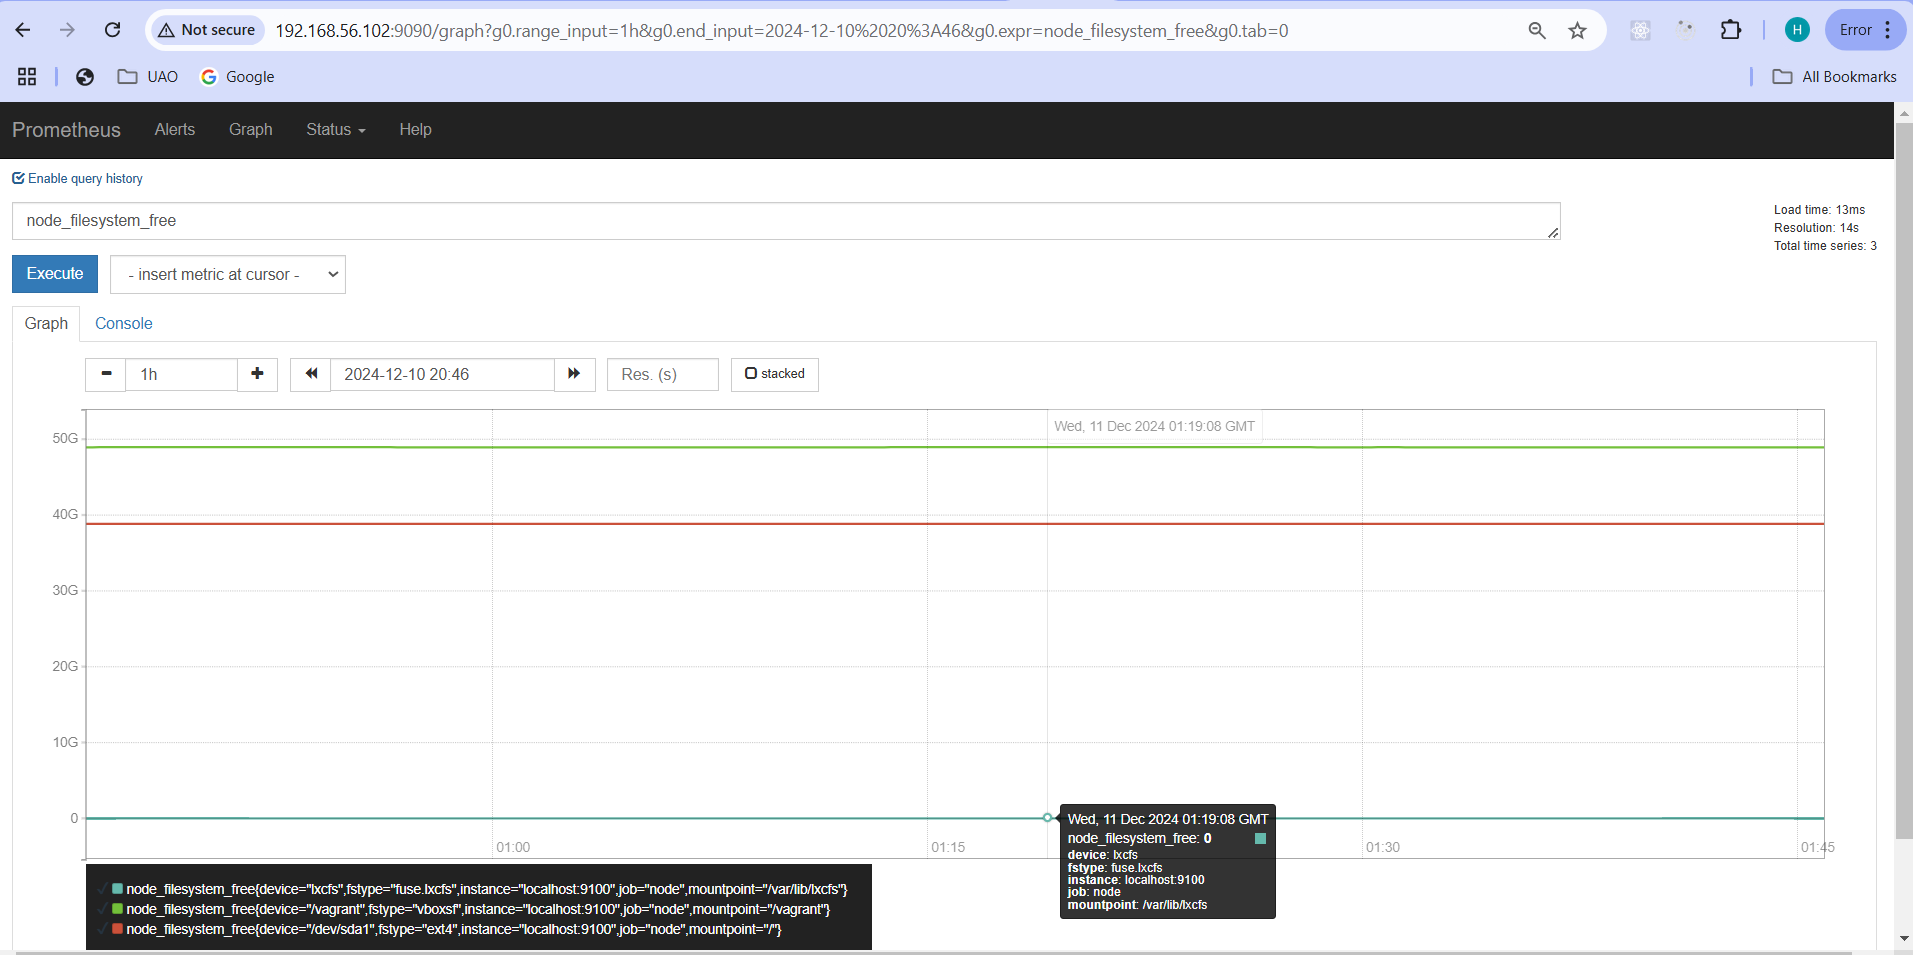 Not secure 192.168.56.102:9090/graph?g0.range_input=1h&g0.end_input=2024-12-10%2020%3A46&g0.expr=node_filesystem_free&g0.tab=0 H Error
UAO Google All Bookmarks
Prometheus Alerts Graph Status Help
Enable query history
node_filesystem_free
Load time: 13ms
Resolution: 14s
Total time series: 3
Execute - insert metric at cursor -
Graph Console
1h 2024-12-10 20:46 Res. (s) stacked
Wed, 11 Dec 2024 01:19:08 GMT
50G
40G
30G
20G
10G
0
01:00 01:15 01:30 01:45
Wed, 11 Dec 2024 01:19:08 GMT
node_filesystem_free: 0
device: lxcfs
fstype: fuse.lxcfs
instance: localhost:9100
job: node
mountpoint: /var/lib/lxcfs
node_filesystem_free{device="lxcfs",fstype="fuse.lxcfs",instance="localhost:9100",job="node",mountpoint="/var/lib/lxcfs"}
node_filesystem_free{device="/vagrant",fstype="vboxsf",instance="localhost:9100",job="node",mountpoint="/vagrant"}
node_filesystem_free{device="/dev/sda1",fstype="ext4",instance="localhost:9100",job="node",mountpoint="/"}